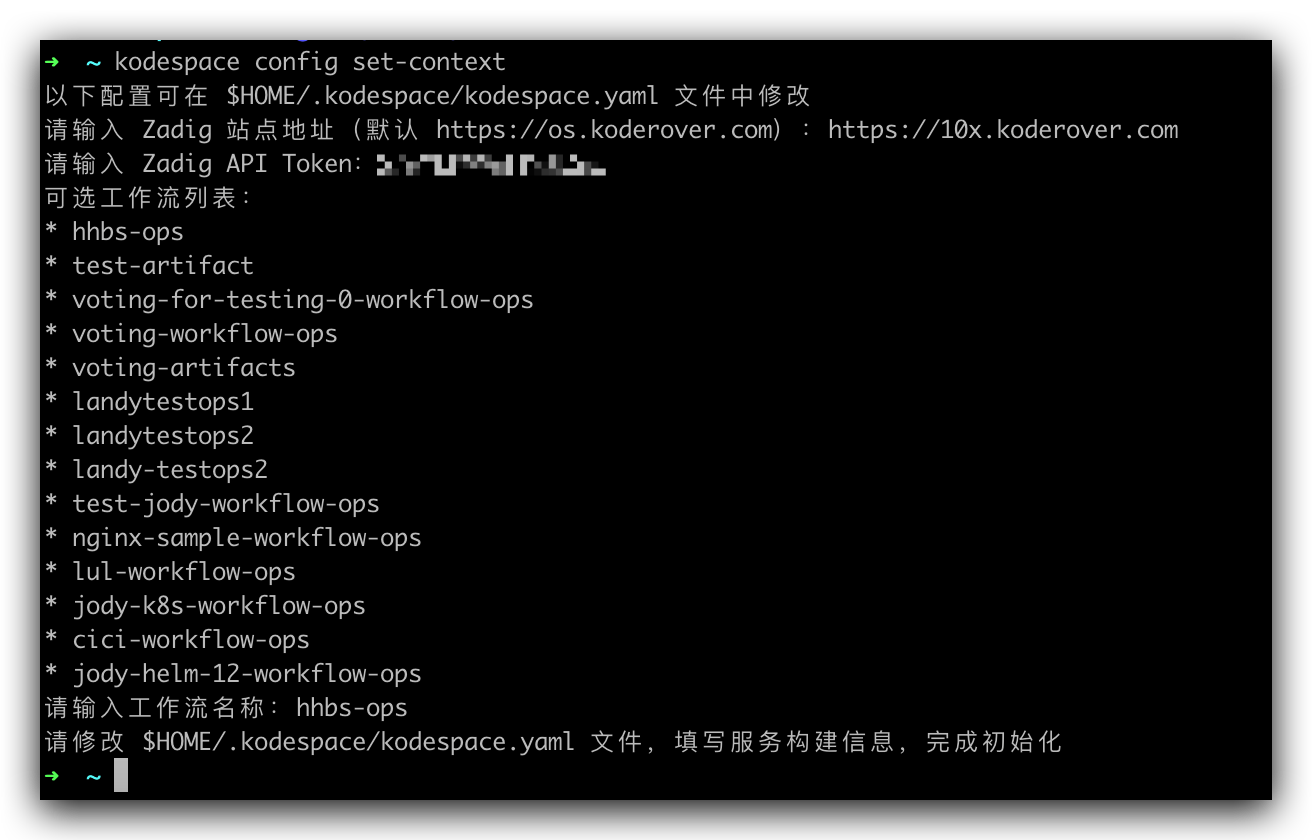 ➜ ~ kodespace config set-context
以下配置可在 $HOME/.kodespace/kodespace.yaml 文件中修改
请输入 Zadig 站点地址（默认 https://os.koderover.com）：https://10x.koderover.com
请输入 Zadig API Token：
可选工作流列表：
* hhbs-ops
* test-artifact
* voting-for-testing-0-workflow-ops
* voting-workflow-ops
* voting-artifacts
* landytestops1
* landytestops2
* landy-testops2
* test-jody-workflow-ops
* nginx-sample-workflow-ops
* lul-workflow-ops
* jody-k8s-workflow-ops
* cici-workflow-ops
* jody-helm-12-workflow-ops
请输入工作流名称：hhbs-ops
请修改 $HOME/.kodespace/kodespace.yaml 文件，填写服务构建信息，完成初始化
➜ ~